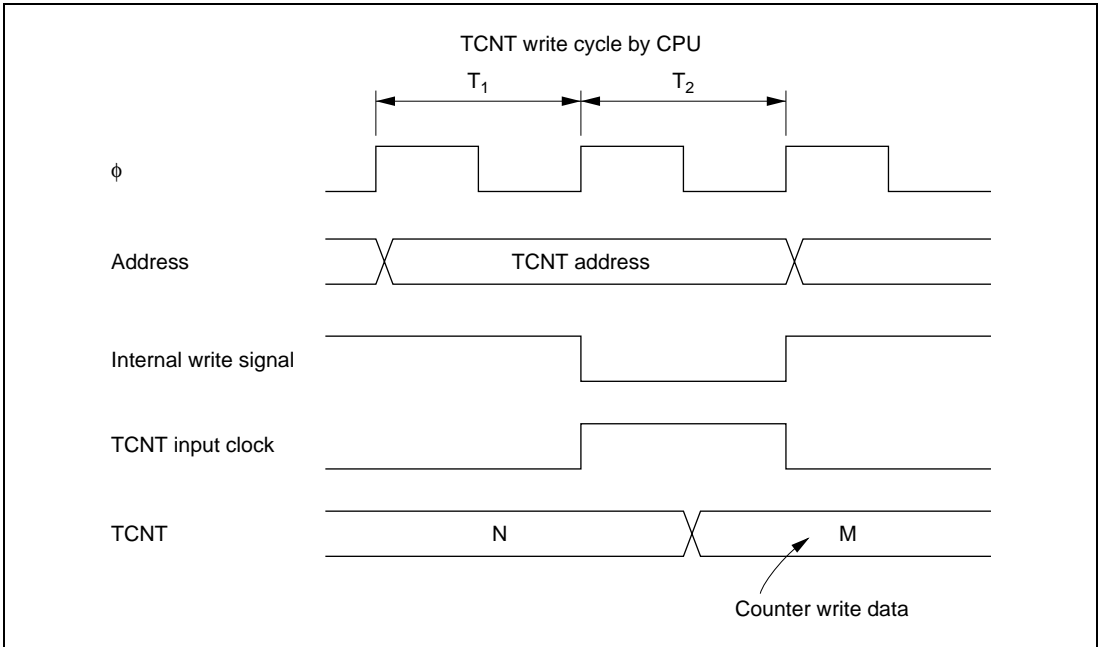 TCNT write cycle by CPU
T1 T2
ϕ
Address TCNT address
Internal write signal
TCNT input clock
TCNT N M
Counter write data